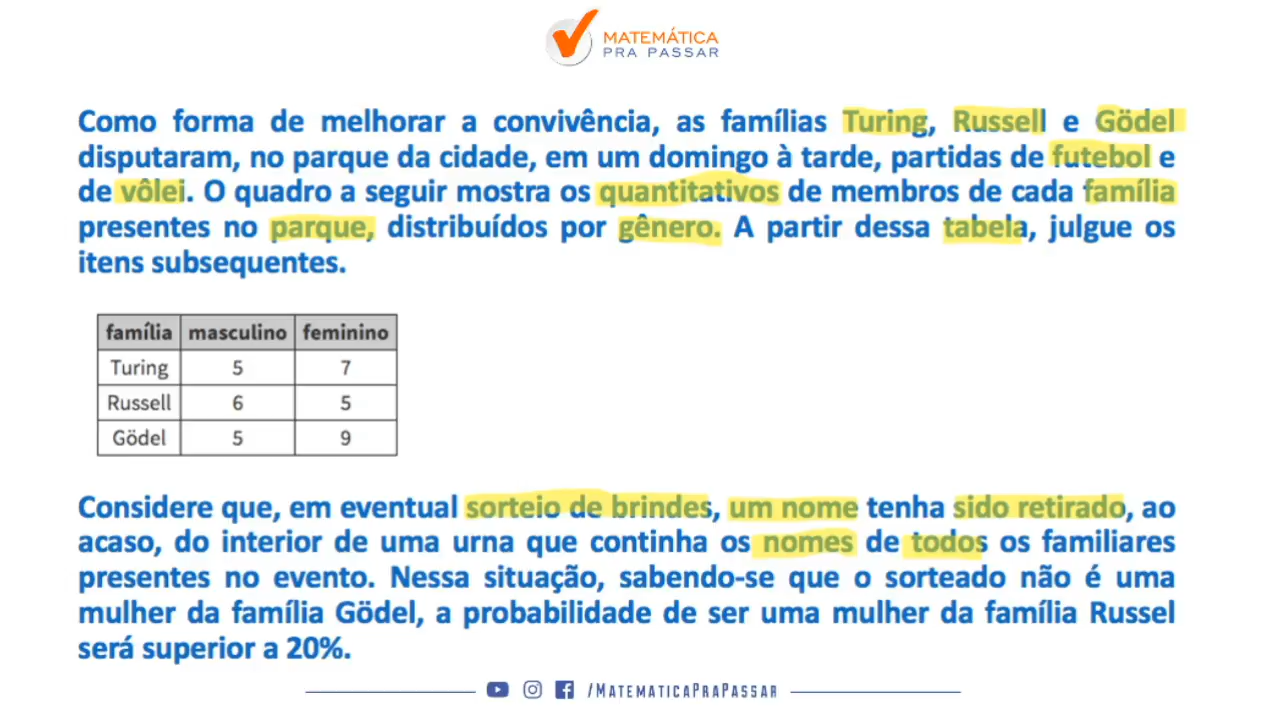 MATEMÁTICA
PRA PASSAR
Como forma de melhorar a convivência, as famílias Turing, Russell e Gödel
disputaram, no parque da cidade, em um domingo à tarde, partidas de futebol e
de vôlei. O quadro a seguir mostra os quantitativos de membros de cada família
presentes no parque, distribuídos por gênero. A partir dessa tabela, julgue os
itens subsequentes.
família masculino feminino
Turing 5 7
Russell 6 5
Gödel 5 9
Considere que, em eventual sorteio de brindes, um nome tenha sido retirado, ao
acaso, do interior de uma urna que continha os nomes de todos os familiares
presentes no evento. Nessa situação, sabendo-se que o sorteado não é uma
mulher da família Gödel, a probabilidade de ser uma mulher da família Russel
será superior a 20%.
/MATEMATICAPRAPASSAR